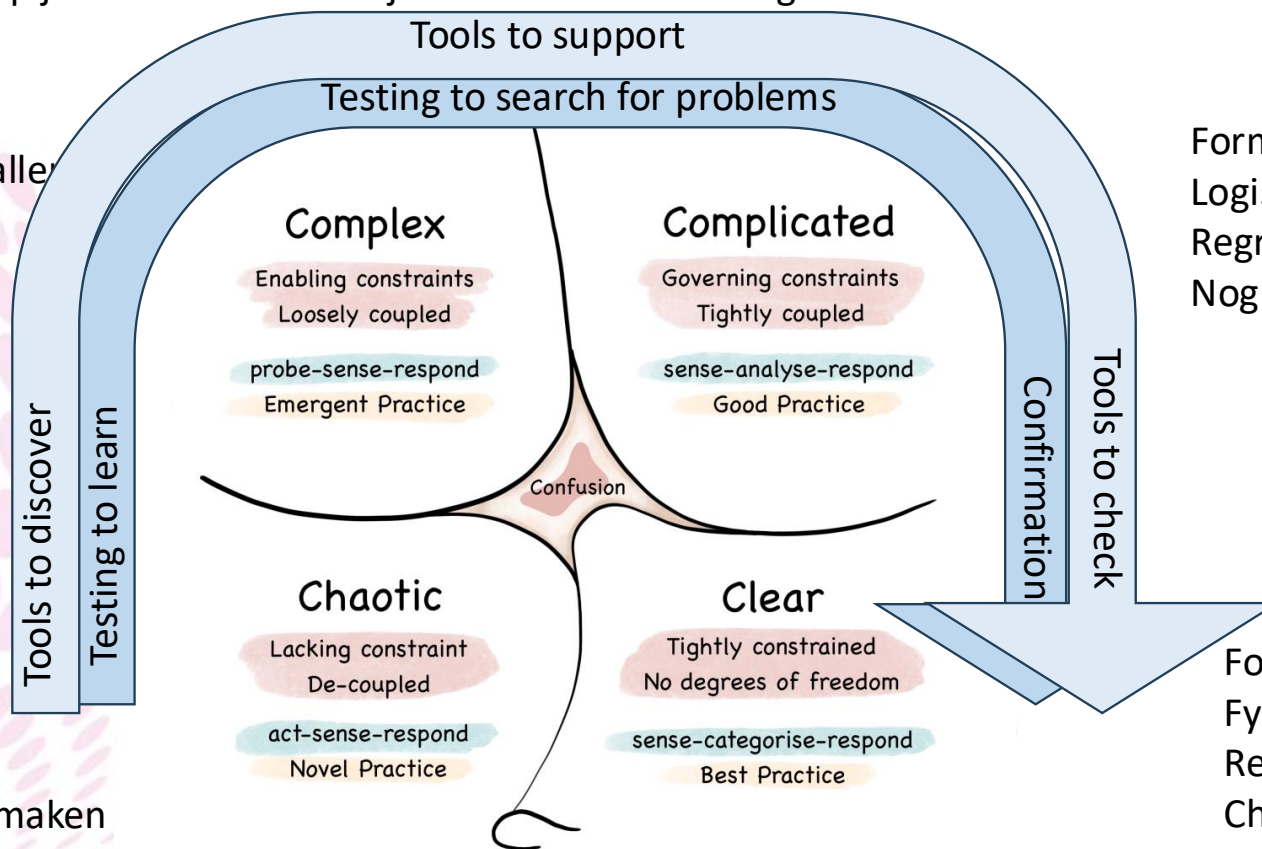 Tools to support
Testing to search for problems
Complex
Enabling constraints
Loosely coupled
probe-sense-respond
Emergent Practice
Complicated
Governing constraints
Tightly coupled
sense-analyse-respond
Good Practice
Confusion
Chaotic
Lacking constraint
De-coupled
act-sense-respond
Novel Practice
Clear
Tightly constrained
No degrees of freedom
sense-categorise-respond
Best Practice
Tools to discover
Testing to learn
Confirmation
Tools to check
Nog
maken